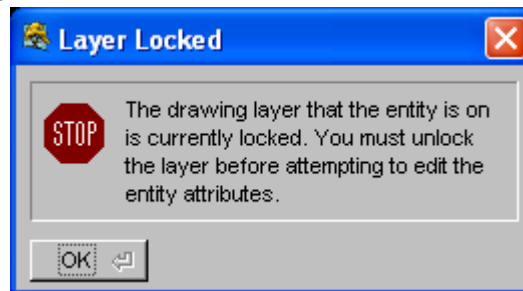 Layer Locked
STOP
The drawing layer that the entity is on
is currently locked. You must unlock
the layer before attempting to edit the
entity attributes.
OK